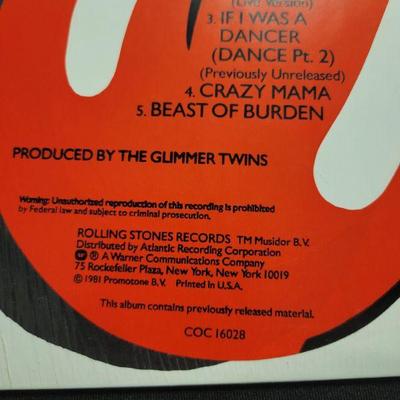 (Live Version)
3. IF I WAS A
DANCER
(DANCE Pt. 2)
(Previously Unreleased)
4. CRAZY MAMA
5. BEAST OF BURDEN
PRODUCED BY THE GLIMMER TWINS
Warning: Unauthorized reproduction of this recording is prohibited
by Federal law and subject to criminal prosecution.
ROLLING STONES RECORDS TM Musidor B.V.
Distributed by Atlantic Recording Corporation
℗ A Warner Communications Company
75 Rockefeller Plaza, New York, New York 10019
© 1981 Promotone B.V. Printed in U.S.A.
This album contains previously released material.
COC 16028